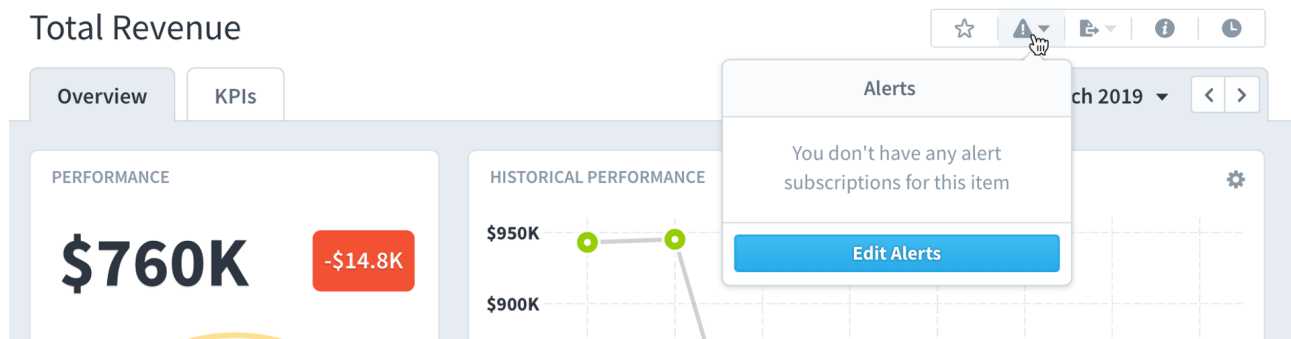 Total Revenue
Overview
KPIs
Alerts
2019
You don't have any alert
subscriptions for this item
Edit Alerts
PERFORMANCE
$760K
-$14.8K
HISTORICAL PERFORMANCE
$950K
$900K